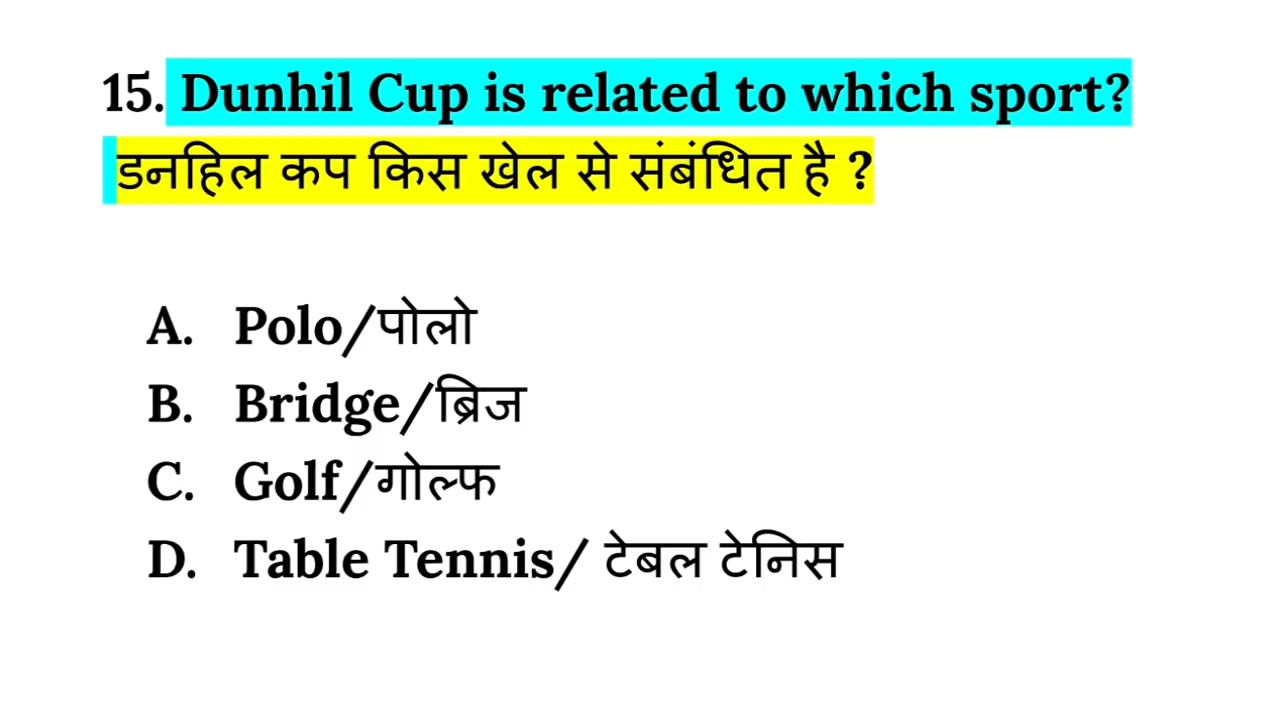 15. Dunhil Cup is related to which sport?
डनहिल कप किस खेल से संबंधित है ?
A. Polo/पोलो
B. Bridge/ब्रिज
C. Golf/गोल्फ
D. Table Tennis/ टेबल टेनिस